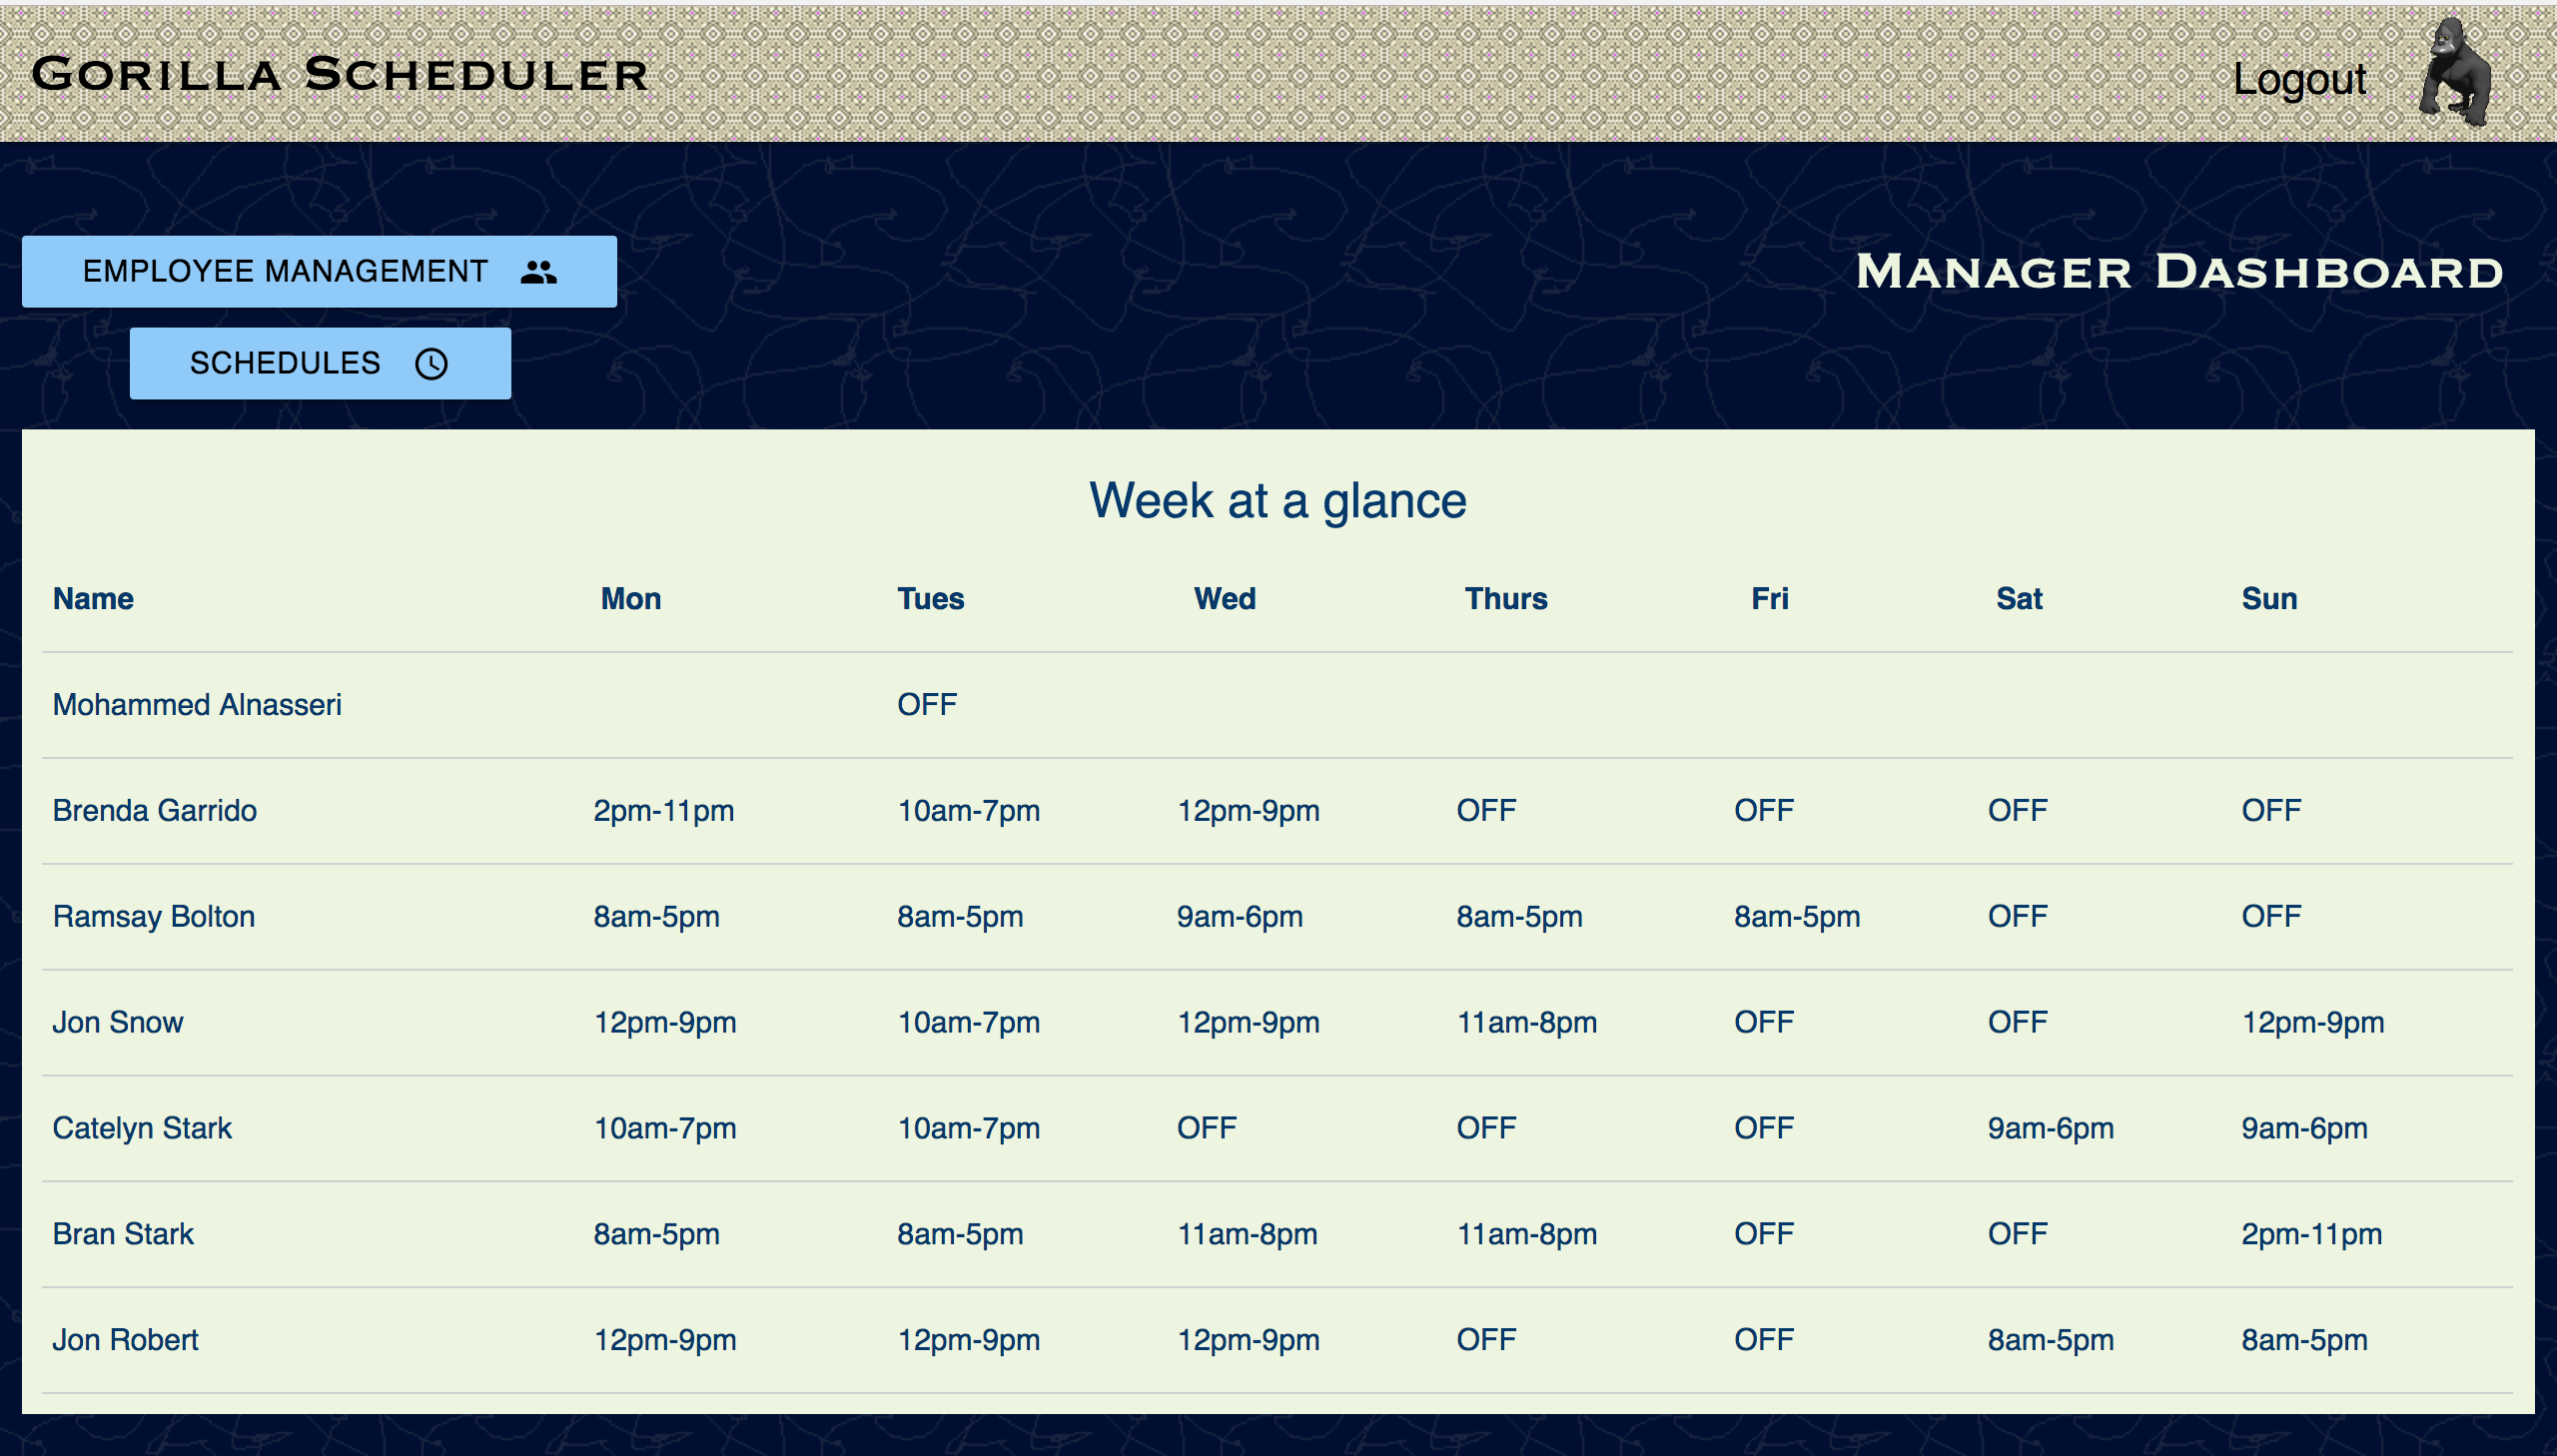 GORILLA SCHEDULER Logout
EMPLOYEE MANAGEMENT MANAGER DASHBOARD
SCHEDULES
Week at a glance
Name Mon Tues Wed Thurs Fri Sat Sun
Mohammed Alnasseri OFF
Brenda Garrido 2pm-11pm 10am-7pm 12pm-9pm OFF OFF OFF OFF
Ramsay Bolton 8am-5pm 8am-5pm 9am-6pm 8am-5pm 8am-5pm OFF OFF
Jon Snow 12pm-9pm 10am-7pm 12pm-9pm 11am-8pm OFF OFF 12pm-9pm
Catelyn Stark 10am-7pm 10am-7pm OFF OFF OFF 9am-6pm 9am-6pm
Bran Stark 8am-5pm 8am-5pm 11am-8pm 11am-8pm OFF OFF 2pm-11pm
Jon Robert 12pm-9pm 12pm-9pm 12pm-9pm OFF OFF 8am-5pm 8am-5pm